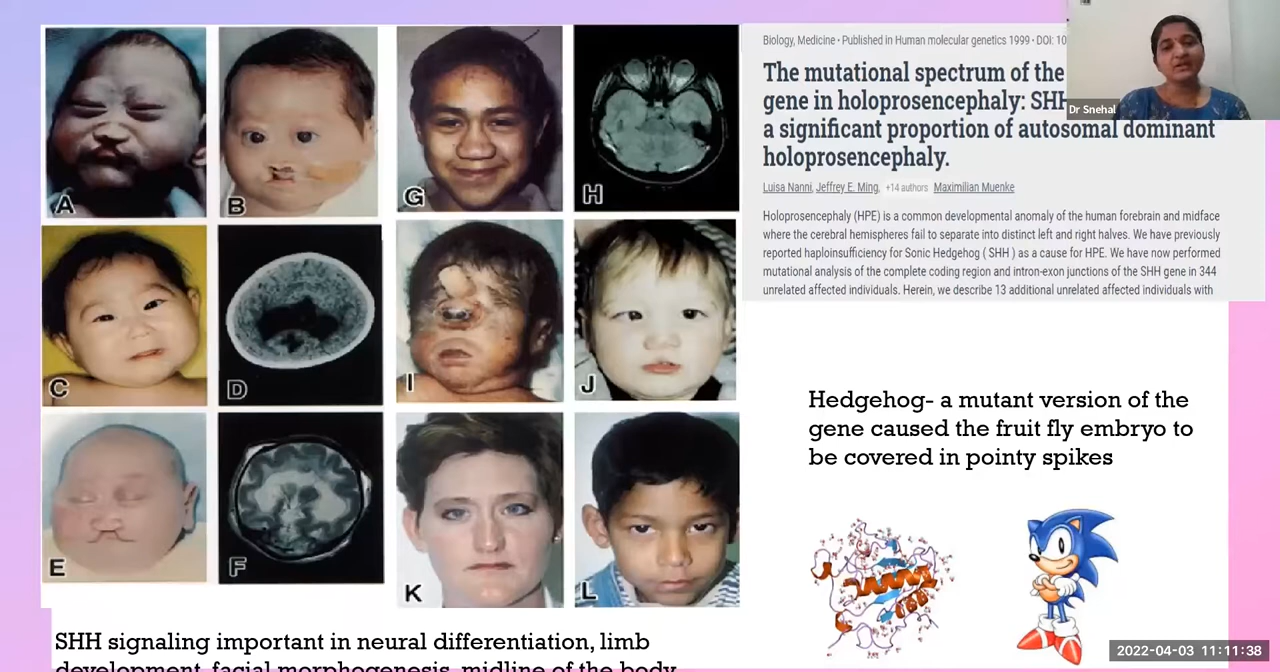 A
B
G
H
C
D
I
J
E
F
K
L
SHH signaling important in neural differentiation, limb
development, facial morphogenesis, midline of the body
Biology, Medicine • Published in Human molecular genetics 1999 • DOI: 10
The mutational spectrum of the
gene in holoprosencephaly: SHH
a significant proportion of autosomal dominant
holoprosencephaly.
Luisa Nanni, Jeffrey E. Ming, +14 authors Maximilian Muenke
Holoprosencephaly (HPE) is a common developmental anomaly of the human forebrain and midface
where the cerebral hemispheres fail to separate into distinct left and right halves. We have previously
reported haploinsufficiency for Sonic Hedgehog ( SHH ) as a cause for HPE. We have now performed
mutational analysis of the complete coding region and intron-exon junctions of the SHH gene in 344
unrelated affected individuals. Herein, we describe 13 additional unrelated affected individuals with
Dr Snehal
Hedgehog- a mutant version of the
gene caused the fruit fly embryo to
be covered in pointy spikes
2022-04-03 11:11:38